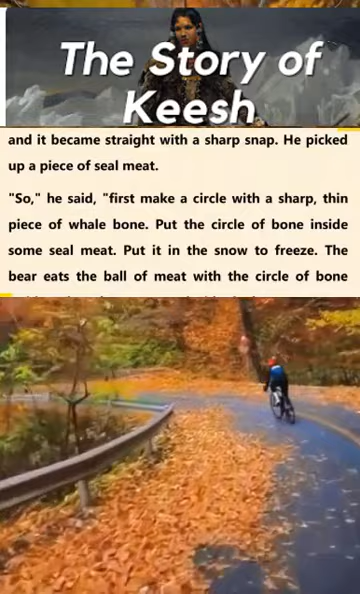 The Story of
Keesh
and it became straight with a sharp snap. He picked
up a piece of seal meat.
"So," he said, "first make a circle with a sharp, thin
piece of whale bone. Put the circle of bone inside
some seal meat. Put it in the snow to freeze. The
bear eats the ball of meat with the circle of bone